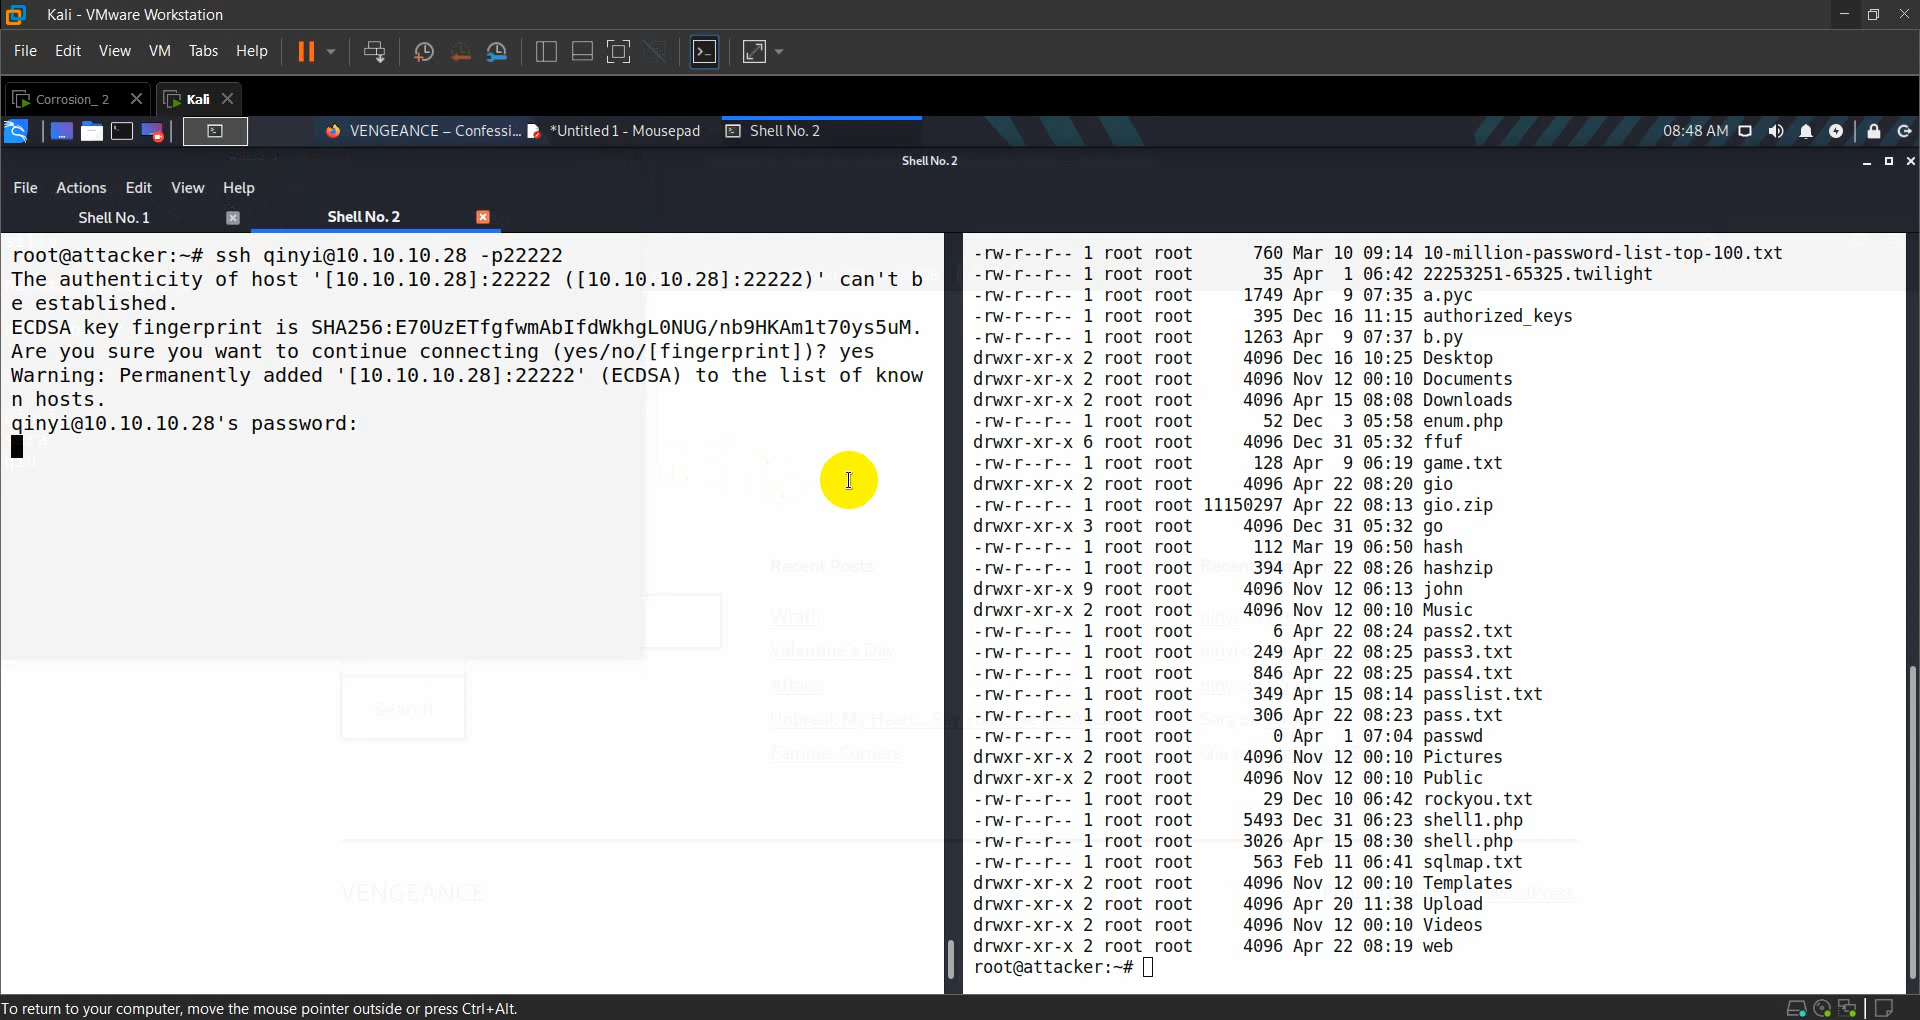 Kali - VMware Workstation
File Edit View VM Tabs Help
Corrosion_ 2
Kali
VENGEANCE – Confessi...
*Untitled 1 - Mousepad
Shell No. 2
08:48 AM
Shell No. 2
File Actions Edit View Help
Shell No. 1
Shell No. 2
root@attacker:~# ssh qinyi@10.10.10.28 -p22222
The authenticity of host '[10.10.10.28]:22222 ([10.10.10.28]:22222)' can't b
e established.
ECDSA key fingerprint is SHA256:E70UzETfgfwmAbIfdWkhgL0NUG/nb9HKAm1t70ys5uM.
Are you sure you want to continue connecting (yes/no/[fingerprint])? yes
Warning: Permanently added '[10.10.10.28]:22222' (ECDSA) to the list of know
n hosts.
qinyi@10.10.10.28's password:
Recent Posts
Wrath
Valentine's Day
Affair
Search
VENGEANCE
-rw-r--r-- 1 root root 760 Mar 10 09:14 10-million-password-list-top-100.txt
-rw-r--r-- 1 root root 35 Apr 1 06:42 22253251-65325.twilight
-rw-r--r-- 1 root root 1749 Apr 9 07:35 a.pyc
-rw-r--r-- 1 root root 395 Dec 16 11:15 authorized_keys
-rw-r--r-- 1 root root 1263 Apr 9 07:37 b.py
drwxr-xr-x 2 root root 4096 Dec 16 10:25 Desktop
drwxr-xr-x 2 root root 4096 Nov 12 00:10 Documents
drwxr-xr-x 2 root root 4096 Apr 15 08:08 Downloads
-rw-r--r-- 1 root root 52 Dec 3 05:58 enum.php
drwxr-xr-x 6 root root 4096 Dec 31 05:32 ffuf
-rw-r--r-- 1 root root 128 Apr 9 06:19 game.txt
drwxr-xr-x 2 root root 4096 Apr 22 08:20 gio
-rw-r--r-- 1 root root 11150297 Apr 22 08:13 gio.zip
drwxr-xr-x 3 root root 4096 Dec 31 05:32 go
-rw-r--r-- 1 root root 112 Mar 19 06:50 hash
-rw-r--r-- 1 root root 394 Apr 22 08:26 hashzip
drwxr-xr-x 9 root root 4096 Nov 12 06:13 john
drwxr-xr-x 2 root root 4096 Nov 12 00:10 Music
-rw-r--r-- 1 root root 6 Apr 22 08:24 pass2.txt
-rw-r--r-- 1 root root 249 Apr 22 08:25 pass3.txt
-rw-r--r-- 1 root root 846 Apr 22 08:25 pass4.txt
-rw-r--r-- 1 root root 349 Apr 15 08:14 passlist.txt
-rw-r--r-- 1 root root 306 Apr 22 08:23 pass.txt
-rw-r--r-- 1 root root 0 Apr 1 07:04 passwd
drwxr-xr-x 2 root root 4096 Nov 12 00:10 Pictures
drwxr-xr-x 2 root root 4096 Nov 12 00:10 Public
-rw-r--r-- 1 root root 29 Dec 10 06:42 rockyou.txt
-rw-r--r-- 1 root root 5493 Dec 31 06:23 shell1.php
-rw-r--r-- 1 root root 3026 Apr 15 08:30 shell.php
-rw-r--r-- 1 root root 563 Feb 11 06:41 sqlmap.txt
drwxr-xr-x 2 root root 4096 Nov 12 00:10 Templates
drwxr-xr-x 2 root root 4096 Apr 20 11:38 Upload
drwxr-xr-x 2 root root 4096 Nov 12 00:10 Videos
drwxr-xr-x 2 root root 4096 Apr 22 08:19 web
root@attacker:~#
To return to your computer, move the mouse pointer outside or press Ctrl+Alt.